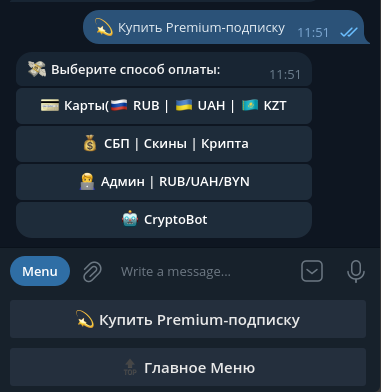 💫 Купить Premium-подписку 11:51
💸 Выберите способ оплаты: 11:51
💳 Карты(🇷🇺 RUB | 🇺🇦 UAH | 🇰🇿 KZT
💰 СБП | Скины | Крипта
👨‍💻 Админ | RUB/UAH/BYN
🤖 CryptoBot
Menu Write a message...
💫 Купить Premium-подписку
🔝 Главное Меню